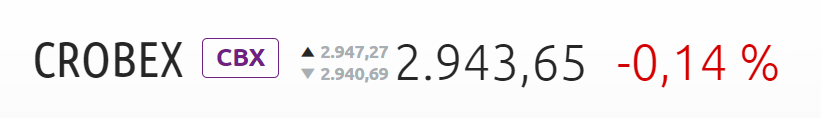 CROBEX CBX ▲ 2.947,27 2.943,65 -0,14 %
▼ 2.940,69